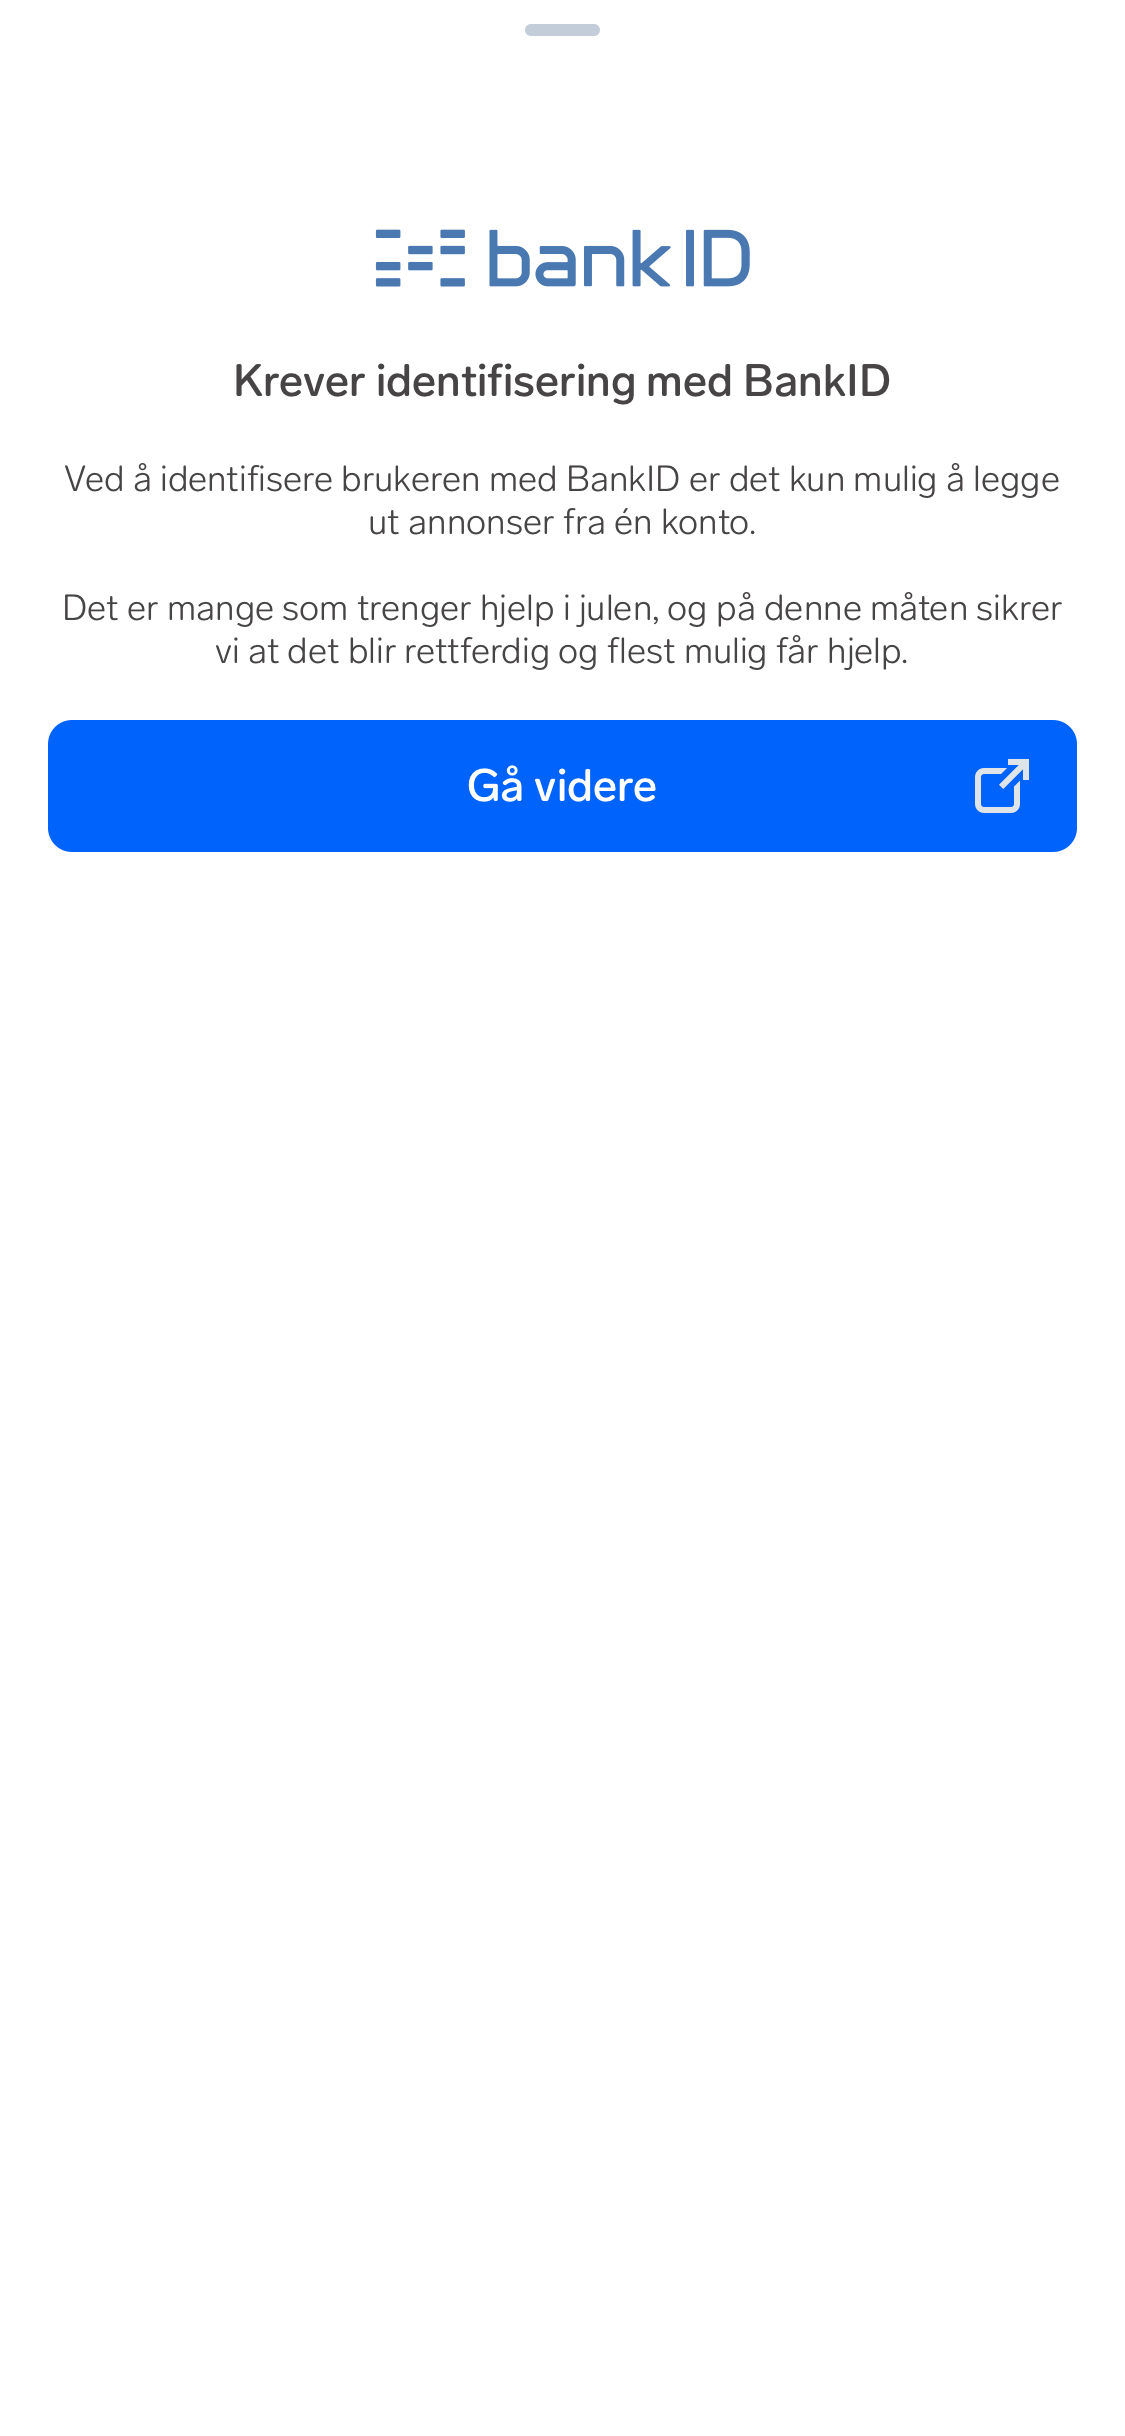 bankID
Krever identifisering med BankID
Ved å identifisere brukeren med BankID er det kun mulig å legge
ut annonser fra én konto.
Det er mange som trenger hjelp i julen, og på denne måten sikrer
vi at det blir rettferdig og flest mulig får hjelp.
Gå videre